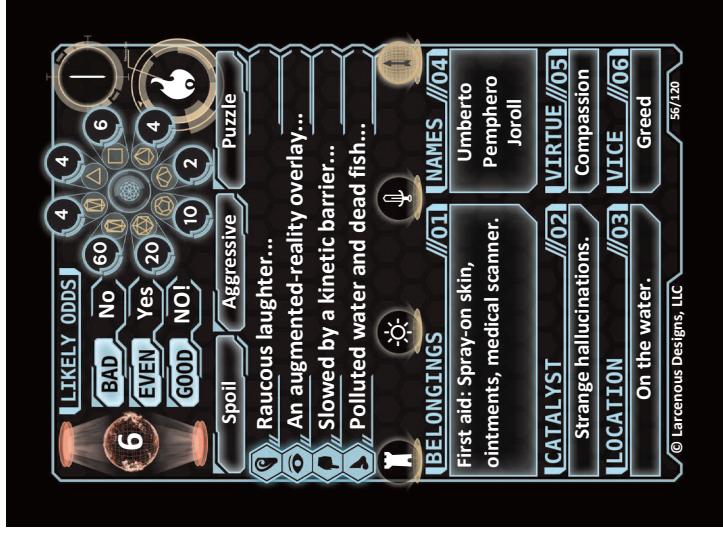 LIKELY ODDS
6
BAD No
EVEN Yes
GOOD NO!
4
4
6
4
2
10
20
60
Spoil
Aggressive
Puzzle
Raucous laughter...
An augmented-reality overlay...
Slowed by a kinetic barrier...
Polluted water and dead fish...
BELONGINGS //01
First aid: Spray-on skin,
ointments, medical scanner.
NAMES //04
Umberto
Pemphero
Joroll
CATALYST //02
Strange hallucinations.
VIRTUE //05
Compassion
LOCATION //03
On the water.
VICE //06
Greed
© Larcenous Designs, LLC
56/120